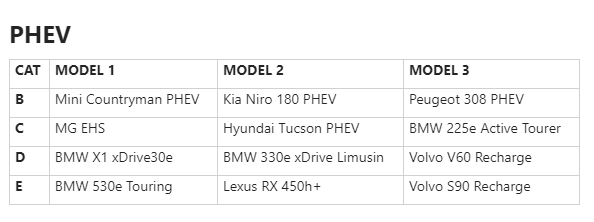 PHEV
CAT MODEL 1 MODEL 2 MODEL 3
B Mini Countryman PHEV Kia Niro 180 PHEV Peugeot 308 PHEV
C MG EHS Hyundai Tucson PHEV BMW 225e Active Tourer
D BMW X1 xDrive30e BMW 330e xDrive Limusin Volvo V60 Recharge
E BMW 530e Touring Lexus RX 450h+ Volvo S90 Recharge